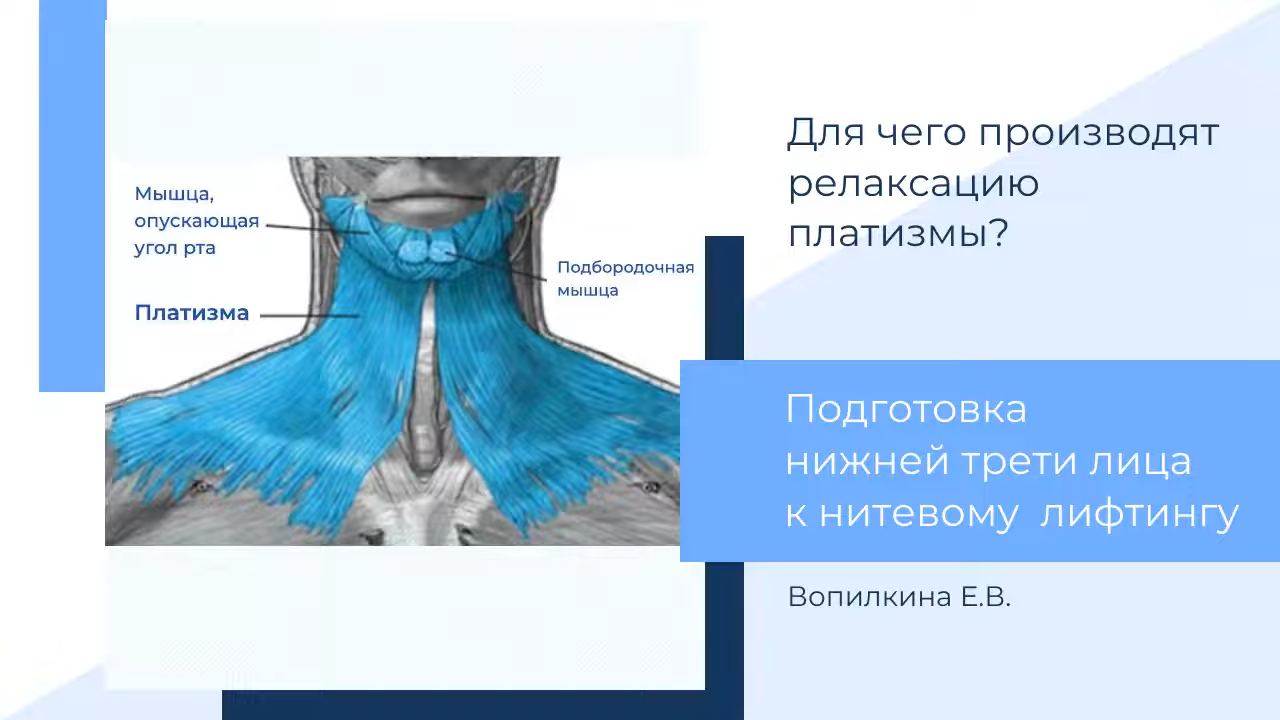 Мышца,
опускающая
угол рта
Платизма
Подбородочная
мышца
Для чего производят
релаксацию
платизмы?
Подготовка
нижней трети лица
к нитевому лифтингу
Вопилкина Е.В.